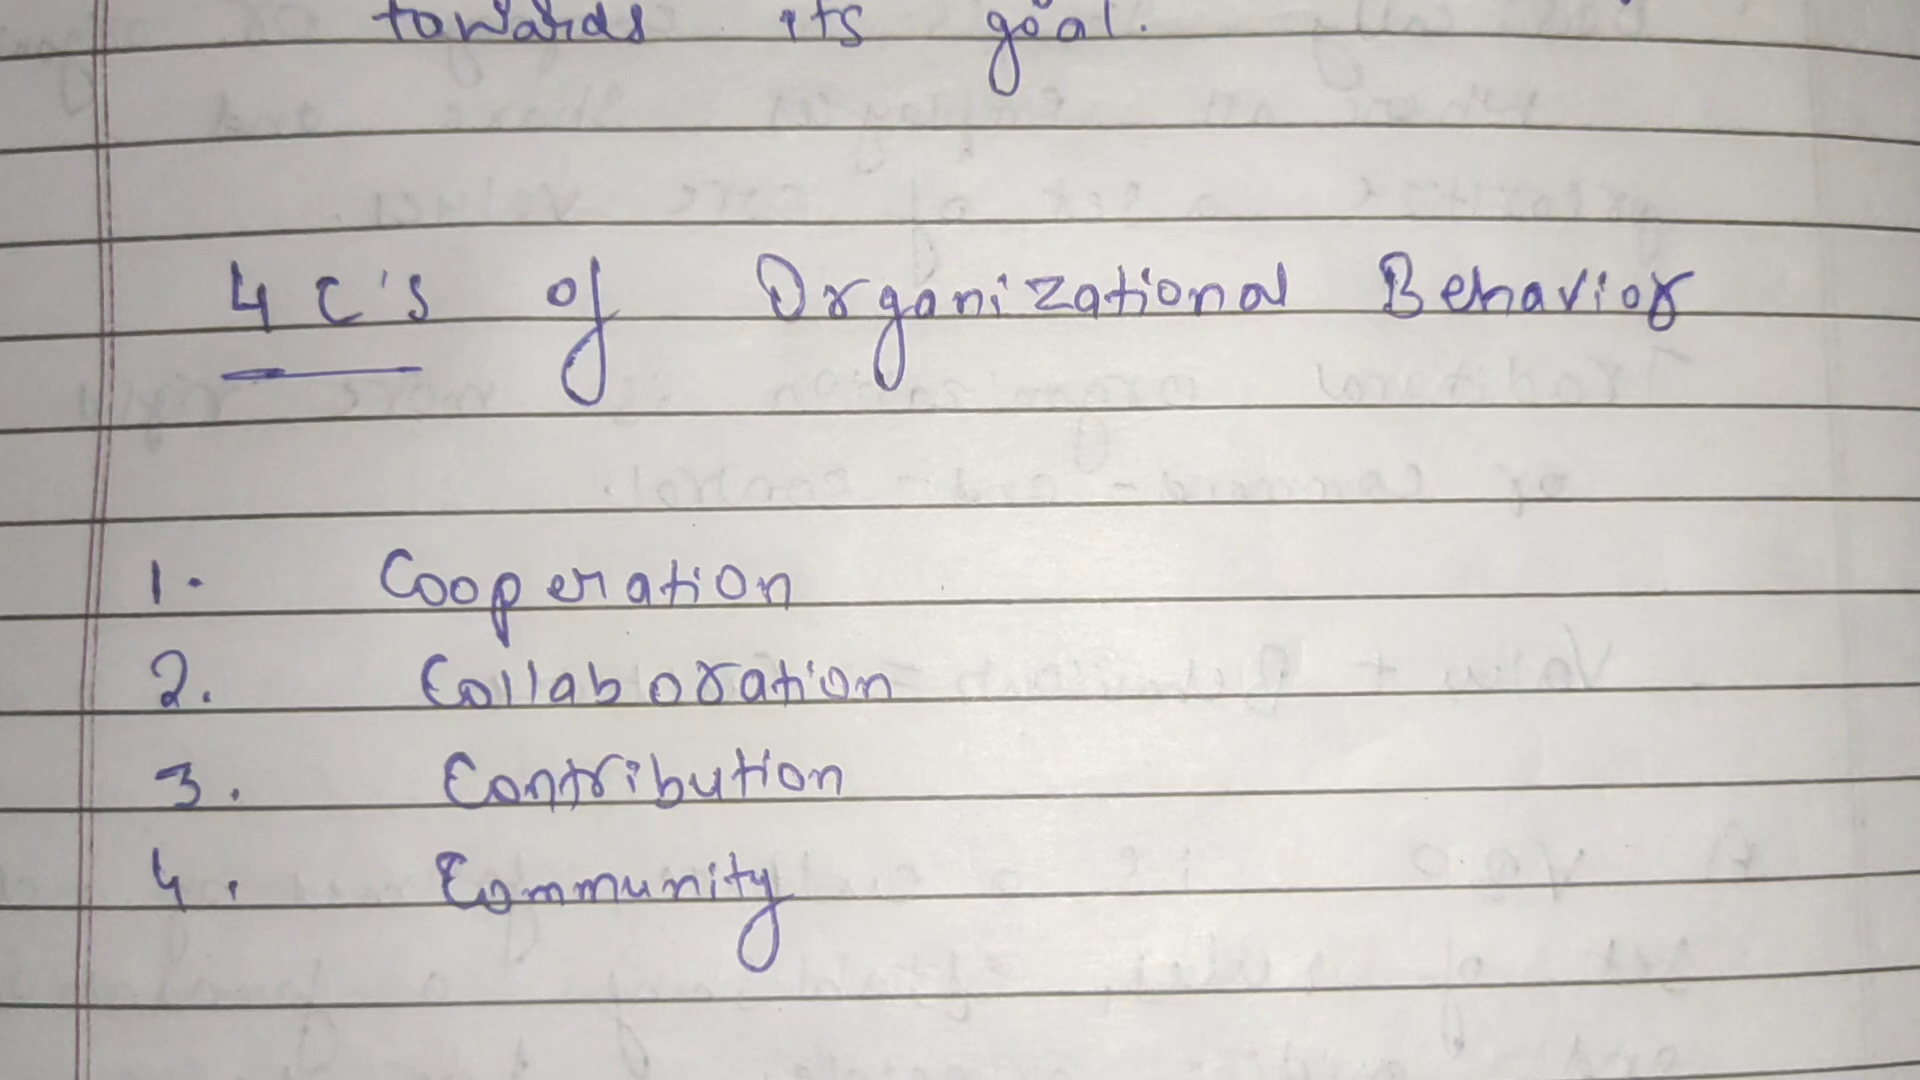 towards its goal.
4 C's of Organizational Behavior
1. Cooperation
2. Collaboration
3. Contribution
4. Community